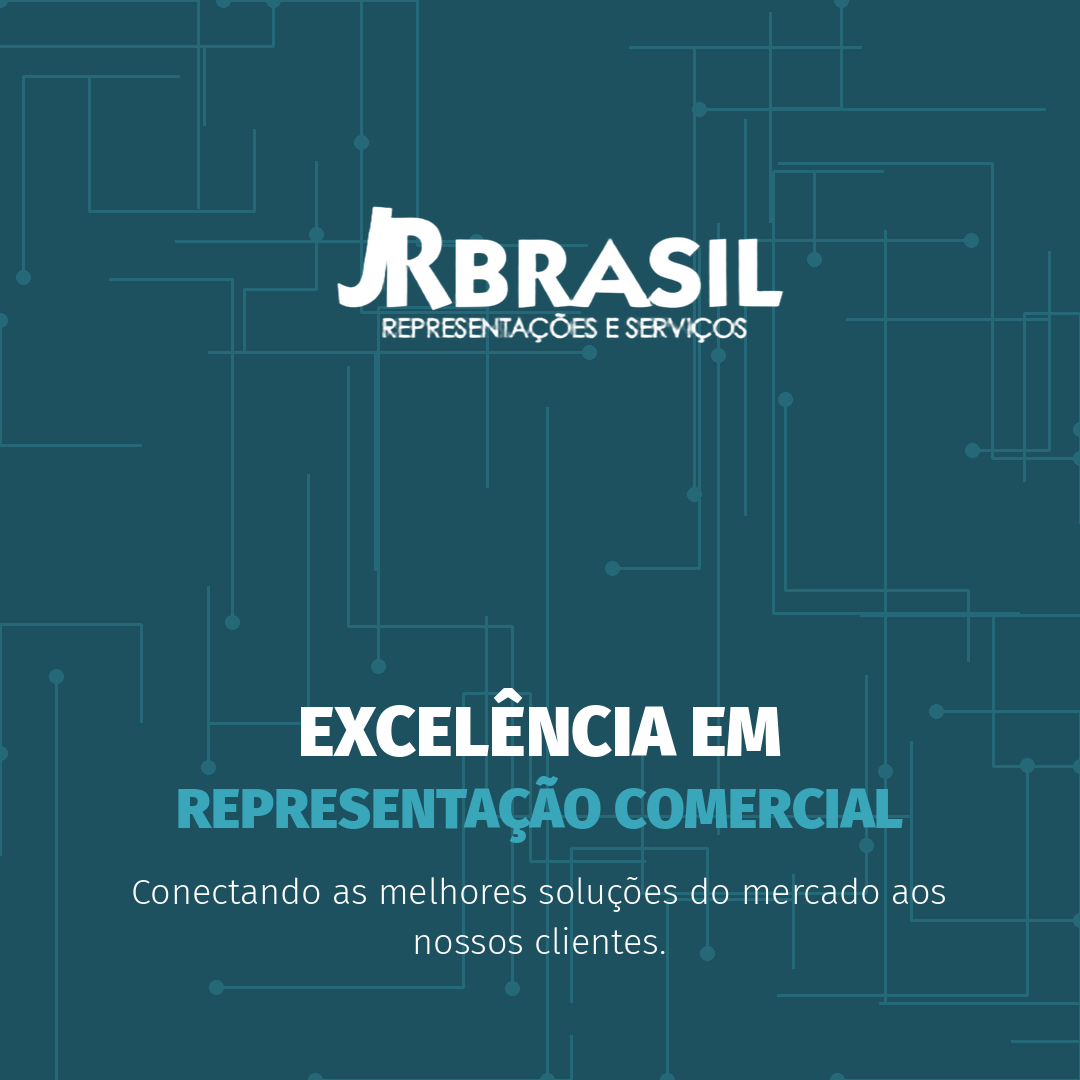 JRBRASIL
REPRESENTAÇÕES E SERVIÇOS
EXCELÊNCIA EM
REPRESENTAÇÃO COMERCIAL
Conectando as melhores soluções do mercado aos
nossos clientes.